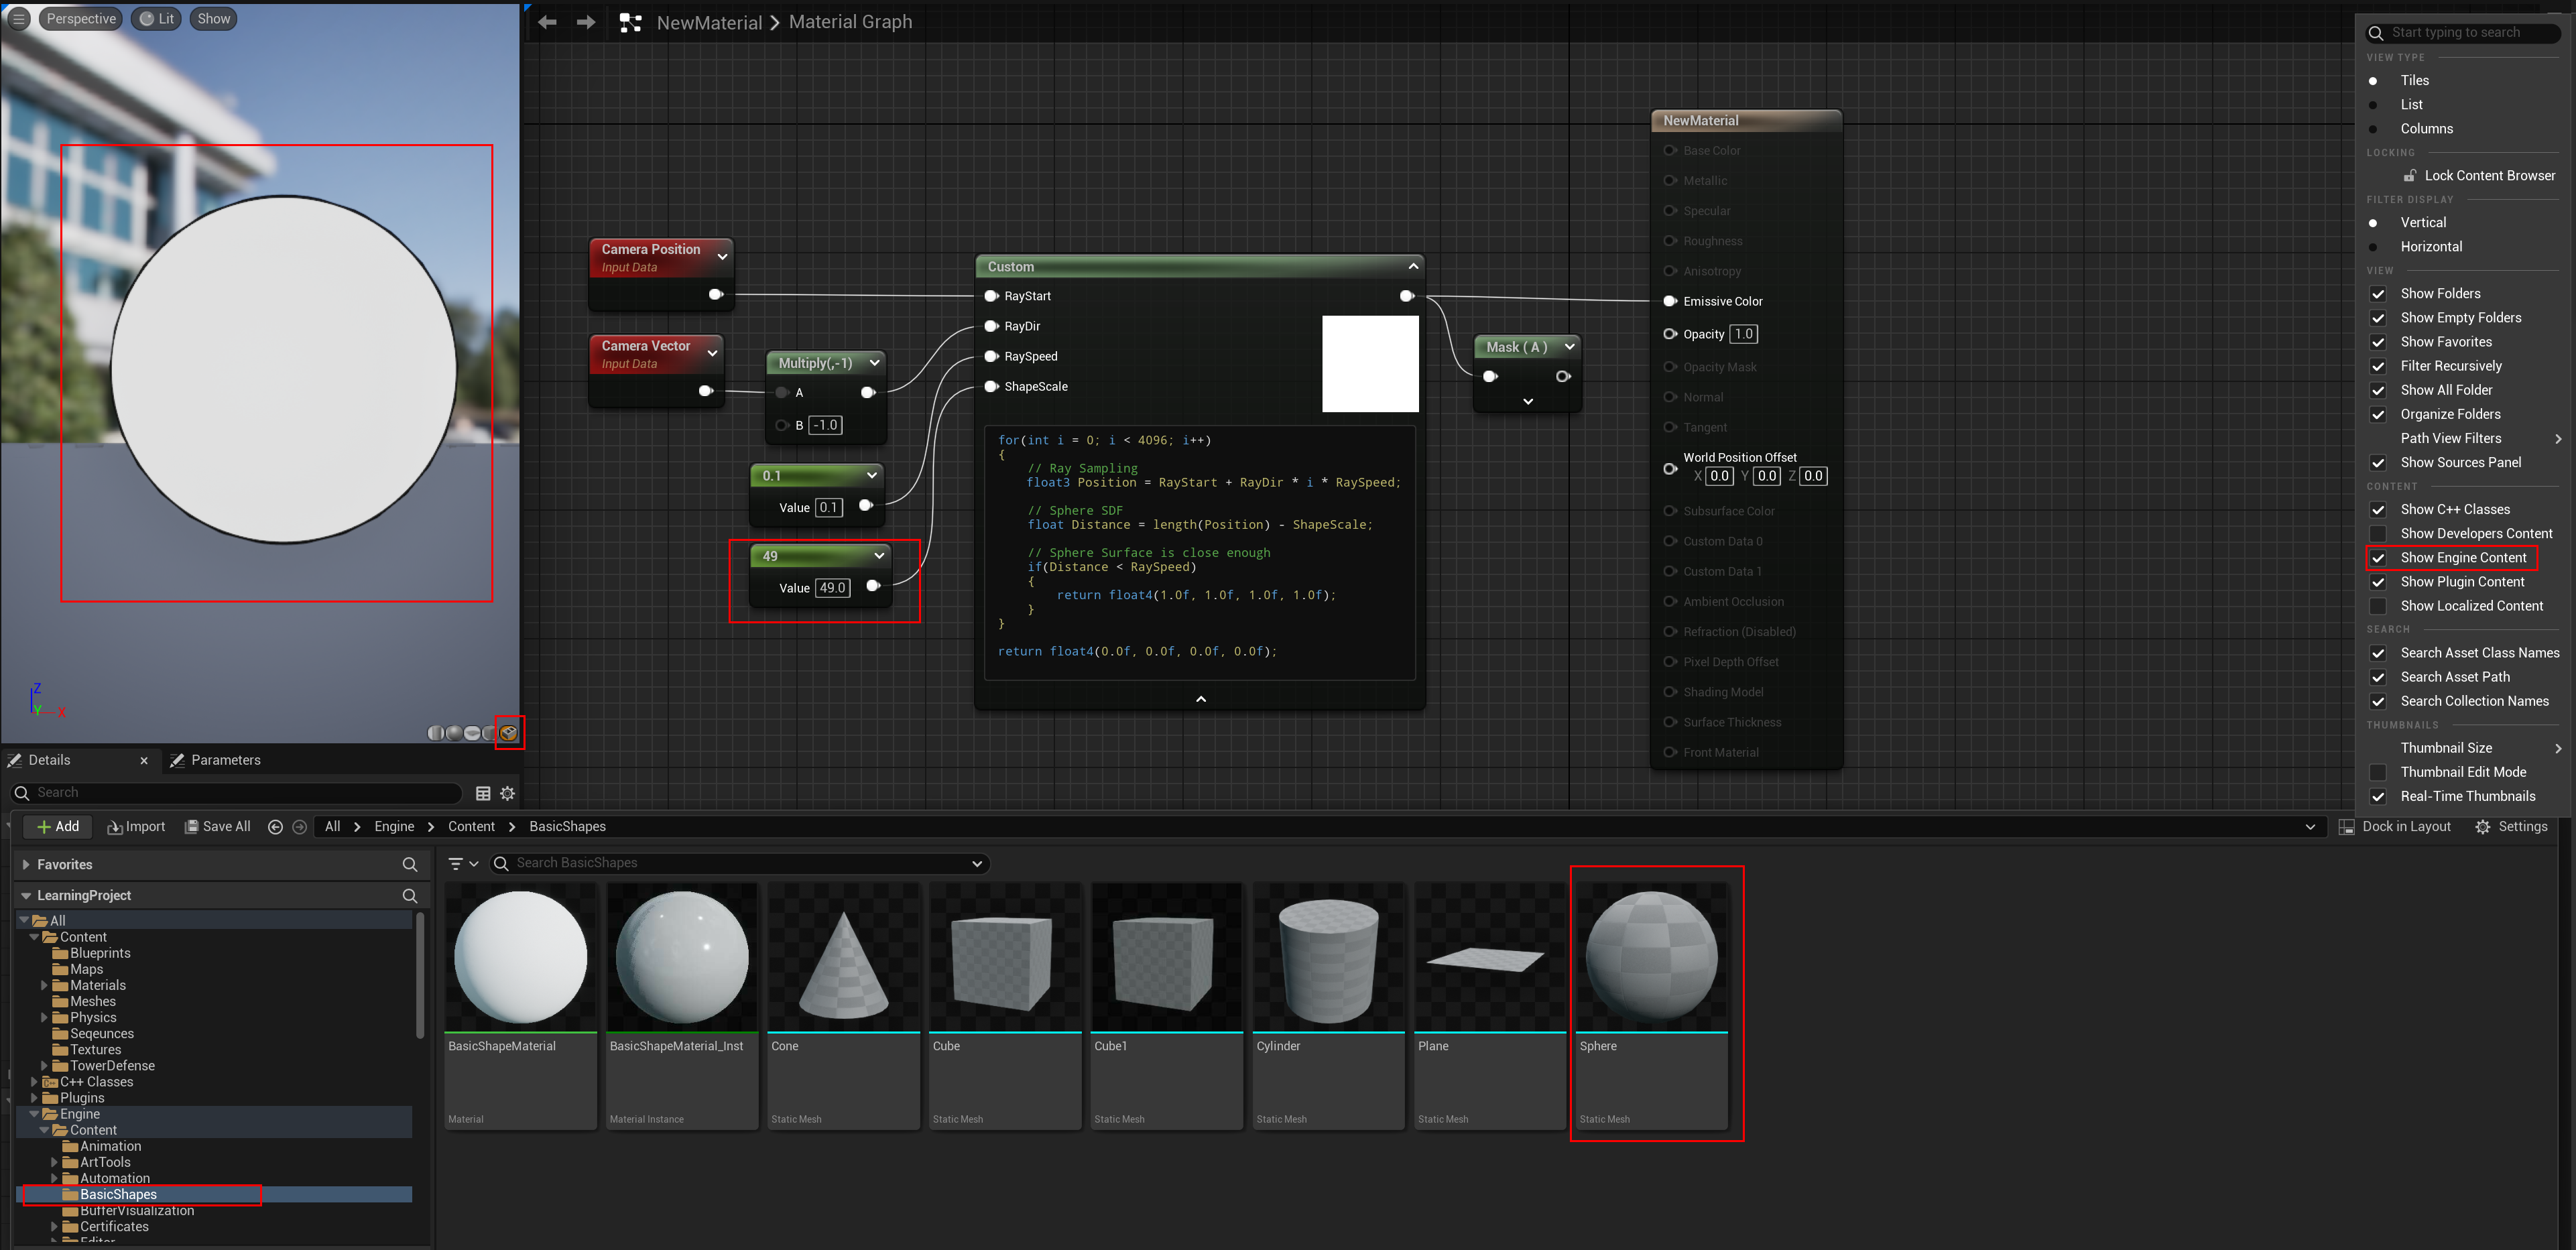 Perspective
Lit
Show
NewMaterial
Material Graph
Camera Position
Input Data
Camera Vector
Input Data
Multiply(,-1)
A
B -1.0
0.1
Value 0.1
49
Value 49.0
Custom
RayStart
RayDir
RaySpeed
ShapeScale
for(int i = 0; i < 4096; i++)
{
// Ray Sampling
float3 Position = RayStart + RayDir * i * RaySpeed;
// Sphere SDF
float Distance = length(Position) - ShapeScale;
// Sphere Surface is close enough
if(Distance < RaySpeed)
{
return float4(1.0f, 1.0f, 1.0f, 1.0f);
}
}
return float4(0.0f, 0.0f, 0.0f, 0.0f);
Mask ( A )
NewMaterial
Base Color
Metallic
Specular
Roughness
Anisotropy
Emissive Color
Opacity 1.0
Opacity Mask
Normal
Tangent
World Position Offset
X 0.0 Y 0.0 Z 0.0
Subsurface Color
Custom Data 0
Custom Data 1
Ambient Occlusion
Refraction (Disabled)
Pixel Depth Offset
Shading Model
Surface Thickness
Front Material
Start typing to search
VIEW TYPE
Tiles
List
Columns
LOCKING
Lock Content Browser
FILTER DISPLAY
Vertical
Horizontal
VIEW
Show Folders
Show Empty Folders
Show Favorites
Filter Recursively
Show All Folder
Organize Folders
Path View Filters
Show Sources Panel
CONTENT
Show C++ Classes
Show Developers Content
Show Engine Content
Show Plugin Content
Show Localized Content
SEARCH
Search Asset Class Names
Search Asset Path
Search Collection Names
THUMBNAILS
Thumbnail Size
Thumbnail Edit Mode
Real-Time Thumbnails
Z
Y X
Details
Parameters
Search
Add
Import
Save All
All
Engine
Content
BasicShapes
Dock in Layout
Settings
Favorites
LearningProject
All
Content
Blueprints
Maps
Materials
Meshes
Physics
Seqeunces
Textures
TowerDefense
C++ Classes
Plugins
Engine
Content
Animation
ArtTools
Automation
BasicShapes
BufferVisualization
Certificates
Editor
Search BasicShapes
BasicShapeMaterial
Material
BasicShapeMaterial_Inst
Material Instance
Cone
Static Mesh
Cube
Static Mesh
Cube1
Static Mesh
Cylinder
Static Mesh
Plane
Static Mesh
Sphere
Static Mesh